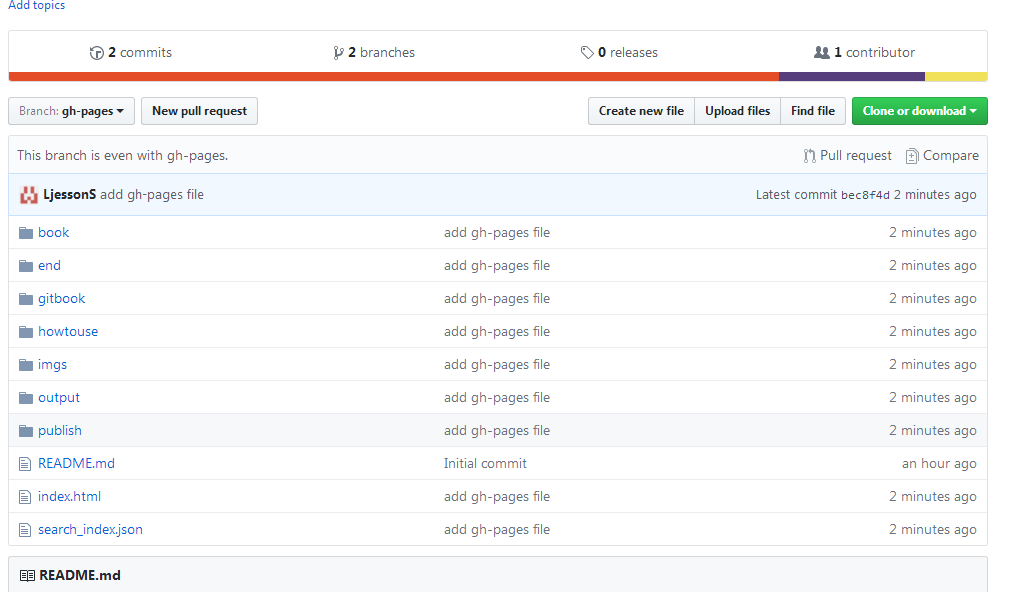 Add topics
2 commits 2 branches 0 releases 1 contributor
Branch: gh-pages New pull request Create new file Upload files Find file Clone or download
This branch is even with gh-pages. Pull request Compare
LjessonS add gh-pages file Latest commit bec8f4d 2 minutes ago
book add gh-pages file 2 minutes ago
end add gh-pages file 2 minutes ago
gitbook add gh-pages file 2 minutes ago
howtouse add gh-pages file 2 minutes ago
imgs add gh-pages file 2 minutes ago
output add gh-pages file 2 minutes ago
publish add gh-pages file 2 minutes ago
README.md Initial commit an hour ago
index.html add gh-pages file 2 minutes ago
search_index.json add gh-pages file 2 minutes ago
README.md